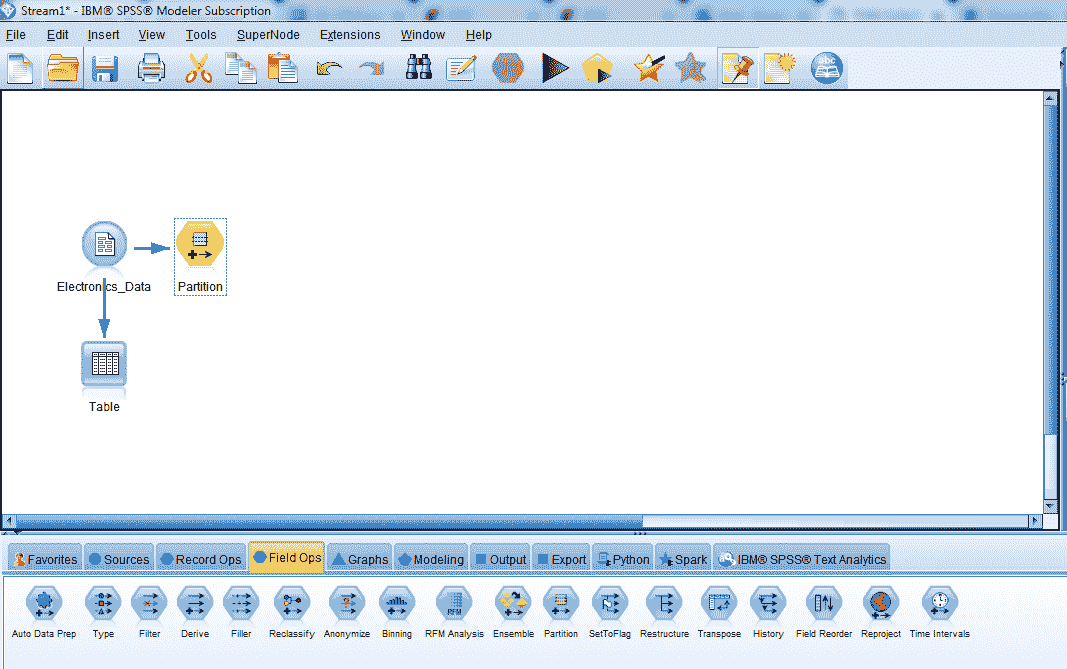 Stream1* - IBM® SPSS® Modeler Subscription
File Edit Insert View Tools SuperNode Extensions Window Help
abc
Electronics_Data
Partition
Table
Favorites Sources Record Ops Field Ops Graphs Modeling Output Export Python Spark IBM® SPSS® Text Analytics
RFM
Auto Data Prep Type Filter Derive Filler Reclassify Anonymize Binning RFM Analysis Ensemble Partition SetToFlag Restructure Transpose History Field Reorder Reproject Time Intervals